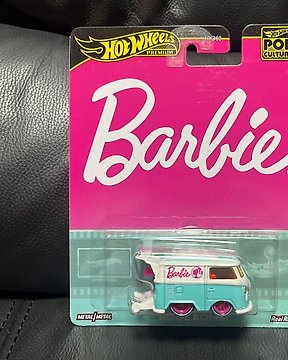 HOT WHEELS
PREMIUM
POP
CULTURE
Barbie
Barbie
METAL/METAL
Real R